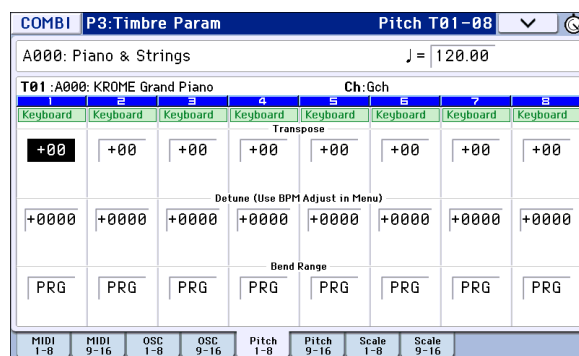 COMBI P3:Timbre Param Pitch T01-08
A000: Piano & Strings ♩= 120.00
T01 :A000: KROME Grand Piano Ch:Gch
1 2 3 4 5 6 7 8
Keyboard Keyboard Keyboard Keyboard Keyboard Keyboard Keyboard Keyboard
Transpose
+00 +00 +00 +00 +00 +00 +00 +00
Detune (Use BPM Adjust in Menu)
+0000 +0000 +0000 +0000 +0000 +0000 +0000 +0000
Bend Range
PRG PRG PRG PRG PRG PRG PRG PRG
MIDI 1-8 MIDI 9-16 OSC 1-8 OSC 9-16 Pitch 1-8 Pitch 9-16 Scale 1-8 Scale 9-16